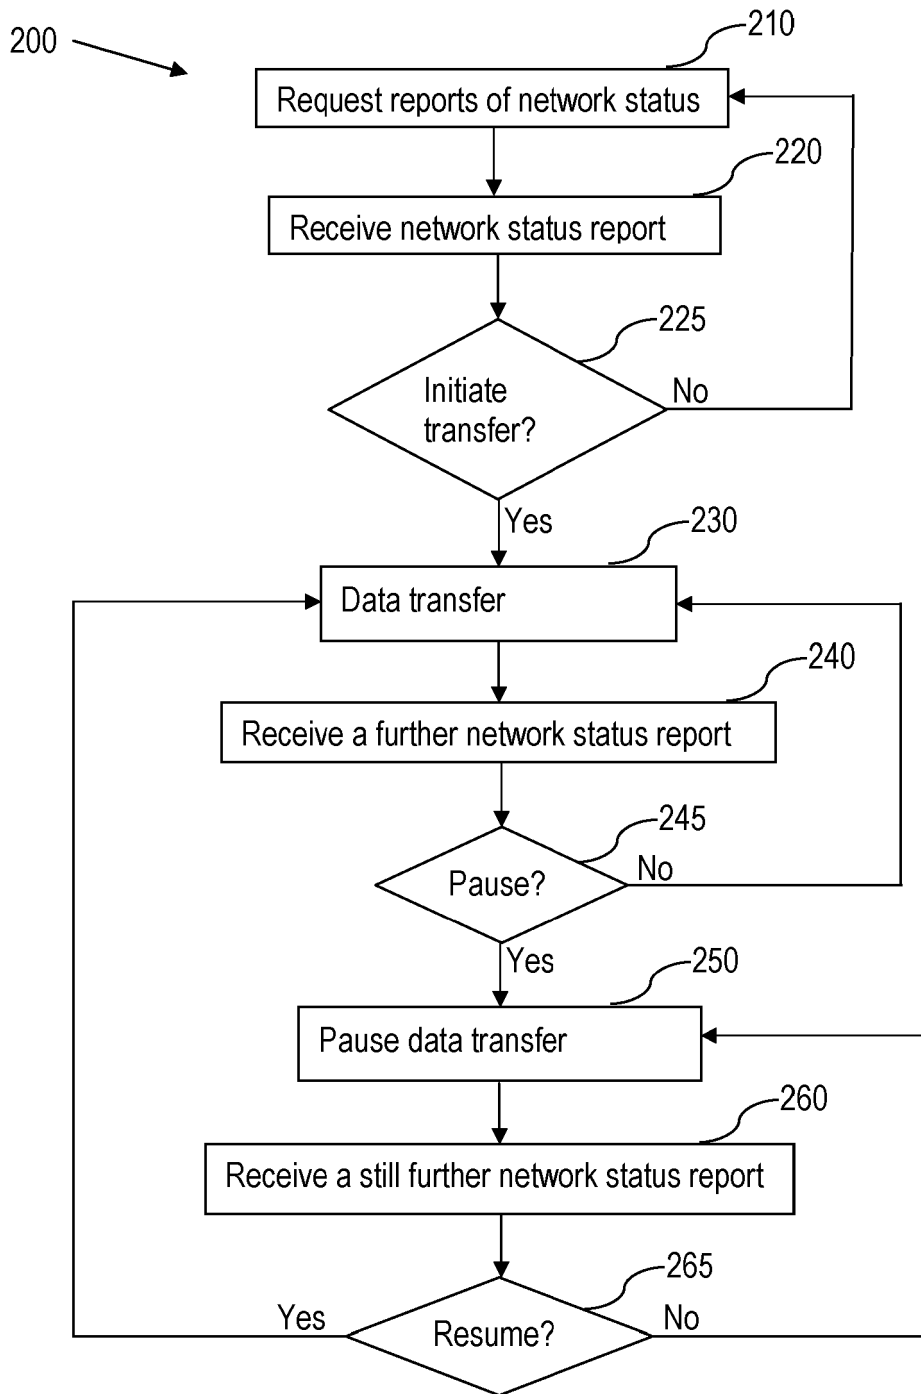 200
210
Request reports of network status
220
Receive network status report
225
Initiate
transfer?
No
Yes
230
Data transfer
240
Receive a further network status report
245
Pause?
No
Yes
250
Pause data transfer
260
Receive a still further network status report
265
Yes
Resume?
No